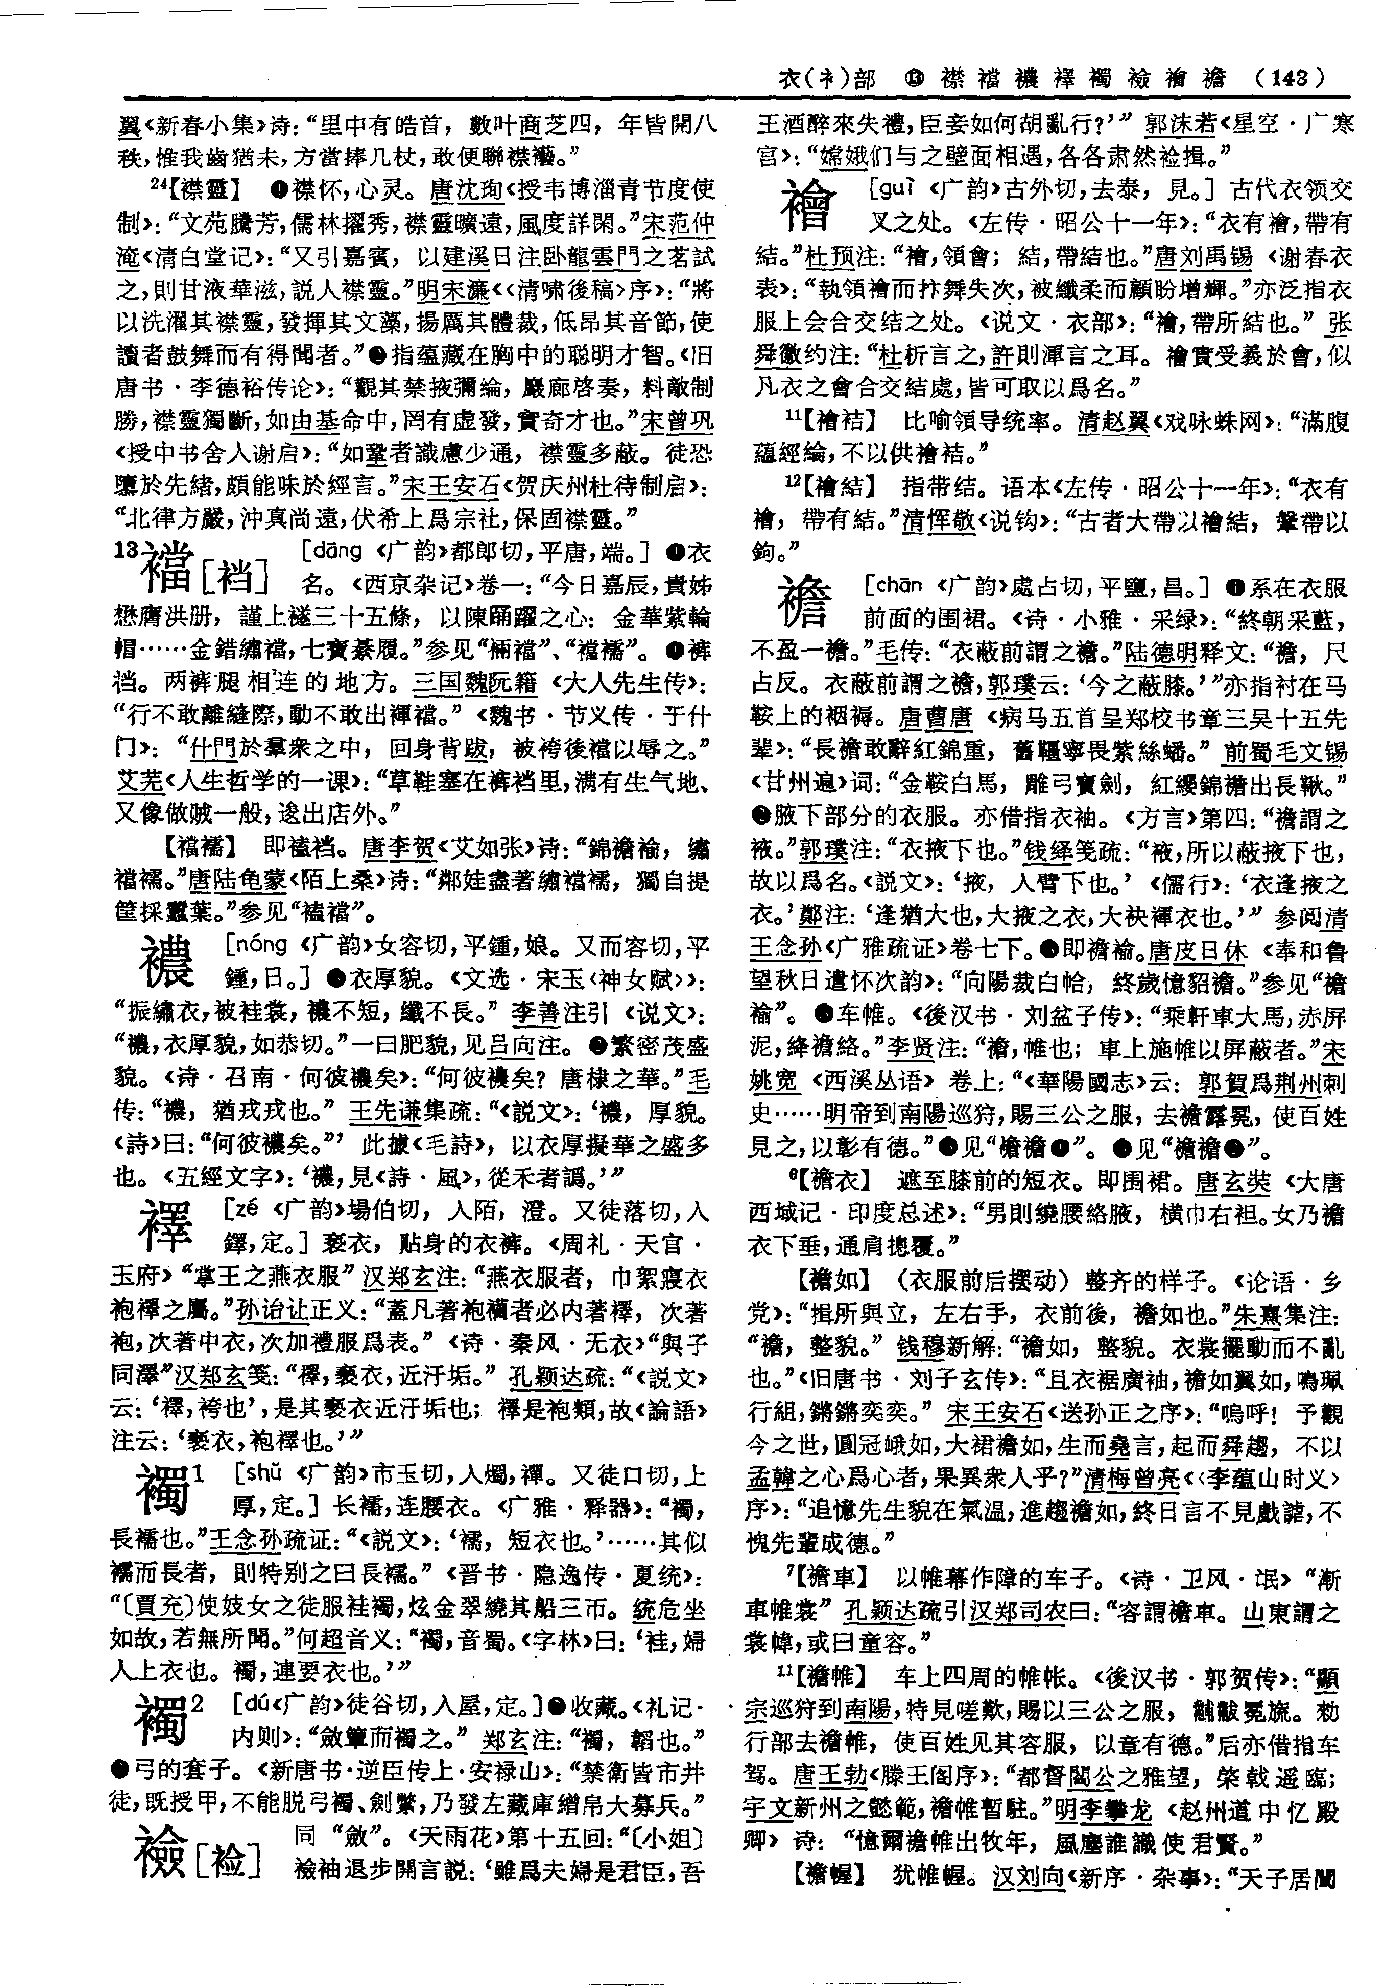 衣(衤)部 ⑬ 襟 襠 襛 襗 襡 襝 襘 襜 (143)
翼《新春小集》诗：“里中有皓首，數叶商芝四，年皆開八
秩，惟我齒猶未，方當捧几杖，敢便聯襟襼。”
24【襟靈】 ❶襟怀，心灵。唐沈珣《授韦博淄青节度使
制》：“文苑騰芳，儒林擢秀，襟靈曠遠，風度詳閑。”宋范仲
淹《清白堂记》：“又引嘉賓，以建溪日注卧龍雲門之茗試
之，則甘液華滋，説人襟靈。”明宋濂《〈清啸後稿〉序》：“將
以洗濯其襟靈，發揮其文藻，揚厲其體裁，低昂其音節，使
讀者鼓舞而有得聞者。”❷指蕴藏在胸中的聪明才智。《旧
唐书·李德裕传论》：“觀其禁掖彌綸，巖廊啓奏，料敵制
勝，襟靈獨斷，如由基命中，罔有虚發，實奇才也。”宋曾巩
《授中书舍人谢启》：“如鞏者識慮少通，襟靈多蔽。徒恐
墮於先緒，頗能味於經言。”宋王安石《贺庆州杜待制启》：
“北律方嚴，沖真尚遠，伏希上爲宗社，保固襟靈。”
13襠[裆] [dāng 《广韵》都郎切，平唐，端。] ❶衣
名。《西京杂记》卷一：“今日嘉辰，貴姊
懋膺洪册，謹上襚三十五條，以陳踊躍之心：金華紫輪
帽……金錯繡襠，七寳綦履。”参见“裲襠”、“襠襦”。❷裤
裆。两裤腿相连的地方。三国魏阮籍《大人先生传》：
“行不敢離縫際，動不敢出褌襠。”《魏书·节义传·于什
门》：“什門於羣衆之中，回身背跋，被袴後襠以辱之。”
艾芜《人生哲学的一课》：“草鞋塞在裤裆里，满有生气地、
又像做贼一般，逡出店外。”
【襠襦】 即䙪裆。唐李贺《艾如张》诗：“錦襜褕，繡
襠襦。”唐陆龟蒙《陌上桑》诗：“鄰娃盡著繡襠襦，獨自提
筐採蠶葉。”参见“䙪襠”。
襛 [nóng 《广韵》女容切，平鍾，娘。又而容切，平
鍾，日。] ❶衣厚貌。《文选·宋玉〈神女赋〉》：
“振繡衣，被袿裳，襛不短，纖不長。”李善注引《说文》：
“襛，衣厚貌，如恭切。”一曰肥貌，见吕向注。❷繁密茂盛
貌。《诗·召南·何彼襛矣》：“何彼襛矣？唐棣之華。”毛
传：“襛，猶戎戎也。”王先谦集疏：“《説文》：‘襛，厚貌。
《詩》曰：“何彼襛矣。”’此據《毛詩》，以衣厚擬華之盛多
也。《五經文字》：‘襛，見《詩·風》，從禾者譌。’”
襗 [zé 《广韵》場伯切，入陌，澄。又徒落切，入
鐸，定。] 亵衣，贴身的衣裤。《周礼·天官·
玉府》“掌王之燕衣服”汉郑玄注：“燕衣服者，巾絮寢衣
袍襗之屬。”孙诒让正义：“蓋凡著袍襺者必内著襗，次著
袍，次著中衣，次加禮服爲表。”《诗·秦风·无衣》“與子
同澤”汉郑玄笺：“襗，褻衣，近汙垢。”孔颖达疏：“《説文》
云：‘襗，袴也’，是其褻衣近汙垢也；襗是袍類，故《論語》
注云：‘褻衣，袍襗也。’”
襡1 [shǔ 《广韵》市玉切，入燭，禪。又徒口切，上
厚，定。] 长襦，连腰衣。《广雅·释器》：“襡，
長襦也。”王念孙疏证：“《説文》：‘襦，短衣也。’……其似
襦而長者，則特别之曰長襦。”《晋书·隐逸传·夏统》：
“〔賈充〕使妓女之徒服袿襡，炫金翠繞其船三帀。統危坐
如故，若無所聞。”何超音义：“襡，音蜀。《字林》曰：‘袿，婦
人上衣也。襡，連要衣也。’”
襡2 [dú《广韵》徒谷切，入屋，定。]❶收藏。《礼记·
内则》：“斂簟而襡之。”郑玄注：“襡，韜也。”
❷弓的套子。《新唐书·逆臣传上·安禄山》：“禁衛皆市井
徒，既授甲，不能脱弓襡、劍䌟，乃發左藏庫繒帛大募兵。”
襝[裣] 同“斂”。《天雨花》第十五回：“〔小姐〕
襝袖退步開言説：‘雖爲夫婦是君臣，吾
王酒醉來失禮，臣妾如何胡亂行？’”郭沫若《星空·广寒
宫》：“嫦娥们与之壁面相遇，各各肃然裣揖。”
襘 [guì 《广韵》古外切，去泰，見。] 古代衣领交
叉之处。《左传·昭公十一年》：“衣有襘，帶有
結。”杜预注：“襘，領會；結，帶結也。”唐刘禹锡《谢春衣
表》：“執領襘而抃舞失次，被纖柔而顧盼增輝。”亦泛指衣
服上会合交结之处。《说文·衣部》：“襘，帶所結也。”张
舜徽约注：“杜析言之，許則渾言之耳。襘實受義於會，似
凡衣之會合交結處，皆可取以爲名。”
11【襘袺】 比喻領导统率。清赵翼《戏咏蛛网》：“滿腹
蘊經綸，不以供襘袺。”
12【襘結】 指带结。语本《左传·昭公十一年》：“衣有
襘，帶有結。”清恽敬《说钩》：“古者大帶以襘結，鞶帶以
鉤。”
襜 [chān 《广韵》處占切，平鹽，昌。] ❶系在衣服
前面的围裙。《诗·小雅·采绿》：“終朝采藍，
不盈一襜。”毛传：“衣蔽前謂之襜。”陆德明释文：“襜，尺
占反。衣蔽前謂之襜，郭璞云：‘今之蔽膝。’”亦指衬在马
鞍上的裀褥。唐曹唐《病马五首呈郑校书章三吴十五先
辈》：“長襜敢辭紅錦重，舊韁寧畏紫絲蟠。”前蜀毛文锡
《甘州遍》词：“金鞍白馬，雕弓寶劍，紅纓錦襜出長鞦。”
❷腋下部分的衣服。亦借指衣袖。《方言》第四：“襜謂之
袯。”郭璞注：“衣掖下也。”钱绎笺疏：“袯，所以蔽掖下也，
故以爲名。《説文》：‘掖，人臂下也。’《儒行》：‘衣逢掖之
衣。’鄭注：‘逢猶大也，大掖之衣，大袂襌衣也。’”参阅清
王念孙《广雅疏证》卷七下。❸即襜褕。唐皮日休《奉和鲁
望秋日遣怀次韵》：“向陽裁白帢，終歲憶貂襜。”参见“襜
褕”。❹车帷。《後汉书·刘盆子传》：“乘軒車大馬，赤屏
泥，絳襜絡。”李贤注：“襜，帷也；車上施帷以屏蔽者。”宋
姚宽《西溪丛语》卷上：“《華陽國志》云：郭賀爲荆州刺
史……明帝到南陽巡狩，賜三公之服，去襜露冕，使百姓
見之，以彰有德。”❺见“襜襜❶”。❻见“襜襜❷”。
6【襜衣】 遮至膝前的短衣。即围裙。唐玄奘《大唐
西域记·印度总述》：“男則繞腰絡腋，横巾右袒。女乃襜
衣下垂，通肩揔覆。”
【襜如】 （衣服前后摆动）整齐的样子。《论语·乡
党》：“揖所與立，左右手，衣前後，襜如也。”朱熹集注：
“襜，整貌。”钱穆新解：“襜如，整貌。衣裳擺動而不亂
也。”《旧唐书·刘子玄传》：“且衣裾廣袖，襜如翼如，鳴珮
行組，鏘鏘奕奕。”宋王安石《送孙正之序》：“嗚呼！予觀
今之世，圓冠峨如，大裙襜如，生而堯言，起而舜趨，不以
孟韓之心爲心者，果異衆人乎？”清梅曾亮《〈李蕴山时义〉
序》：“追憶先生貌在氣温，進趨襜如，終日言不見戲謔，不
愧先輩成德。”
7【襜車】 以帷幕作障的车子。《诗·卫风·氓》“漸
車帷裳”孔颖达疏引汉郑司农曰：“容謂襜車。山東謂之
裳幃，或曰童容。”
11【襜帷】 车上四周的帷帐。《後汉书·郭贺传》：“顯
宗巡狩到南陽，特見嗟歎，賜以三公之服，黼黻冕旒。勑
行部去襜帷，使百姓见其容服，以章有德。”后亦借指车
驾。唐王勃《滕王阁序》：“都督閻公之雅望，棨戟遥臨；
宇文新州之懿範，襜帷暫駐。”明李攀龙《赵州道中忆殿
卿》诗：“憶爾襜帷出牧年，風塵誰識使君賢。”
【襜幄】 犹帷幄。汉刘向《新序·杂事》：“天子居闉